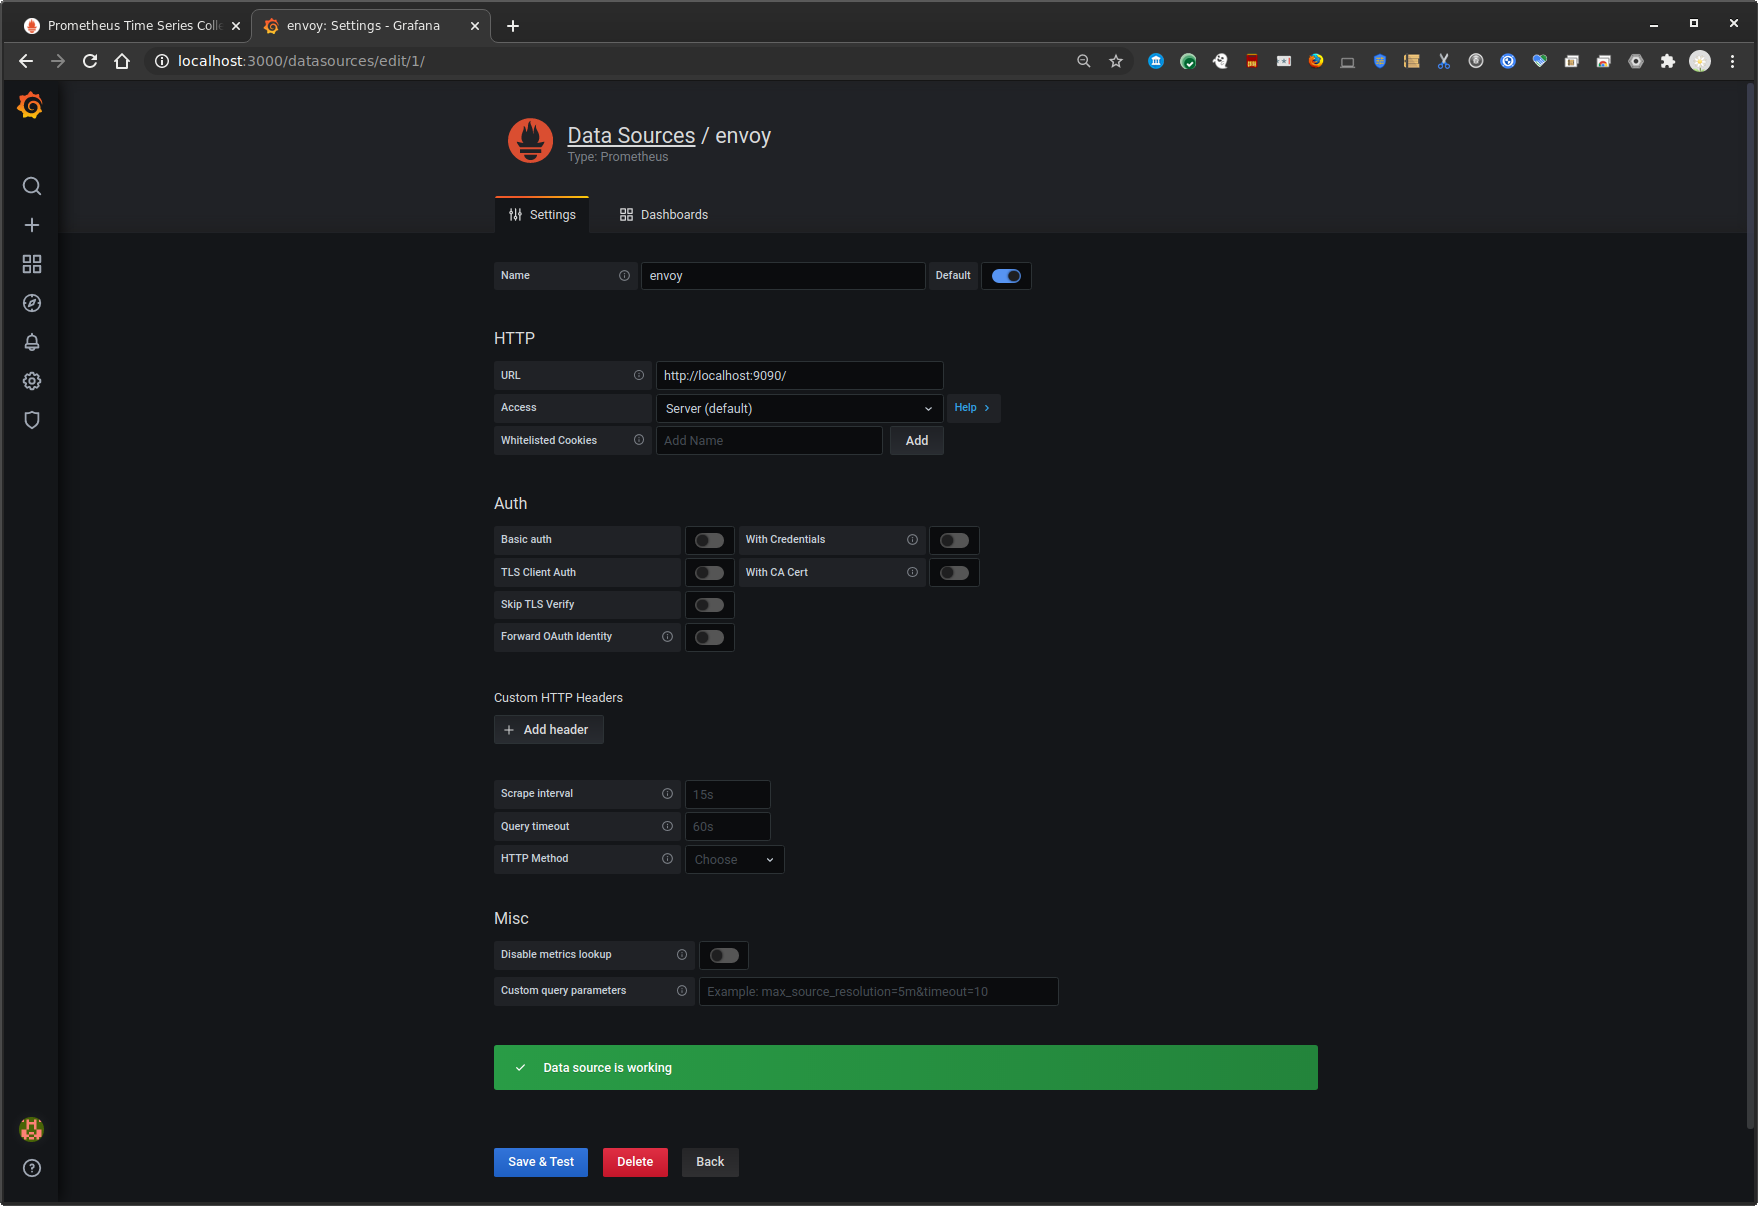 Prometheus Time Series Coll
envoy: Settings - Grafana
localhost:3000/datasources/edit/1/
Data Sources / envoy
Type: Prometheus
Settings
Dashboards
Name
envoy
Default
HTTP
URL
http://localhost:9090/
Access
Server (default)
Help
Whitelisted Cookies
Add Name
Add
Auth
Basic auth
With Credentials
TLS Client Auth
With CA Cert
Skip TLS Verify
Forward OAuth Identity
Custom HTTP Headers
Add header
Scrape interval
15s
Query timeout
60s
HTTP Method
Choose
Misc
Disable metrics lookup
Custom query parameters
Example: max_source_resolution=5m&timeout=10
Data source is working
Save & Test
Delete
Back